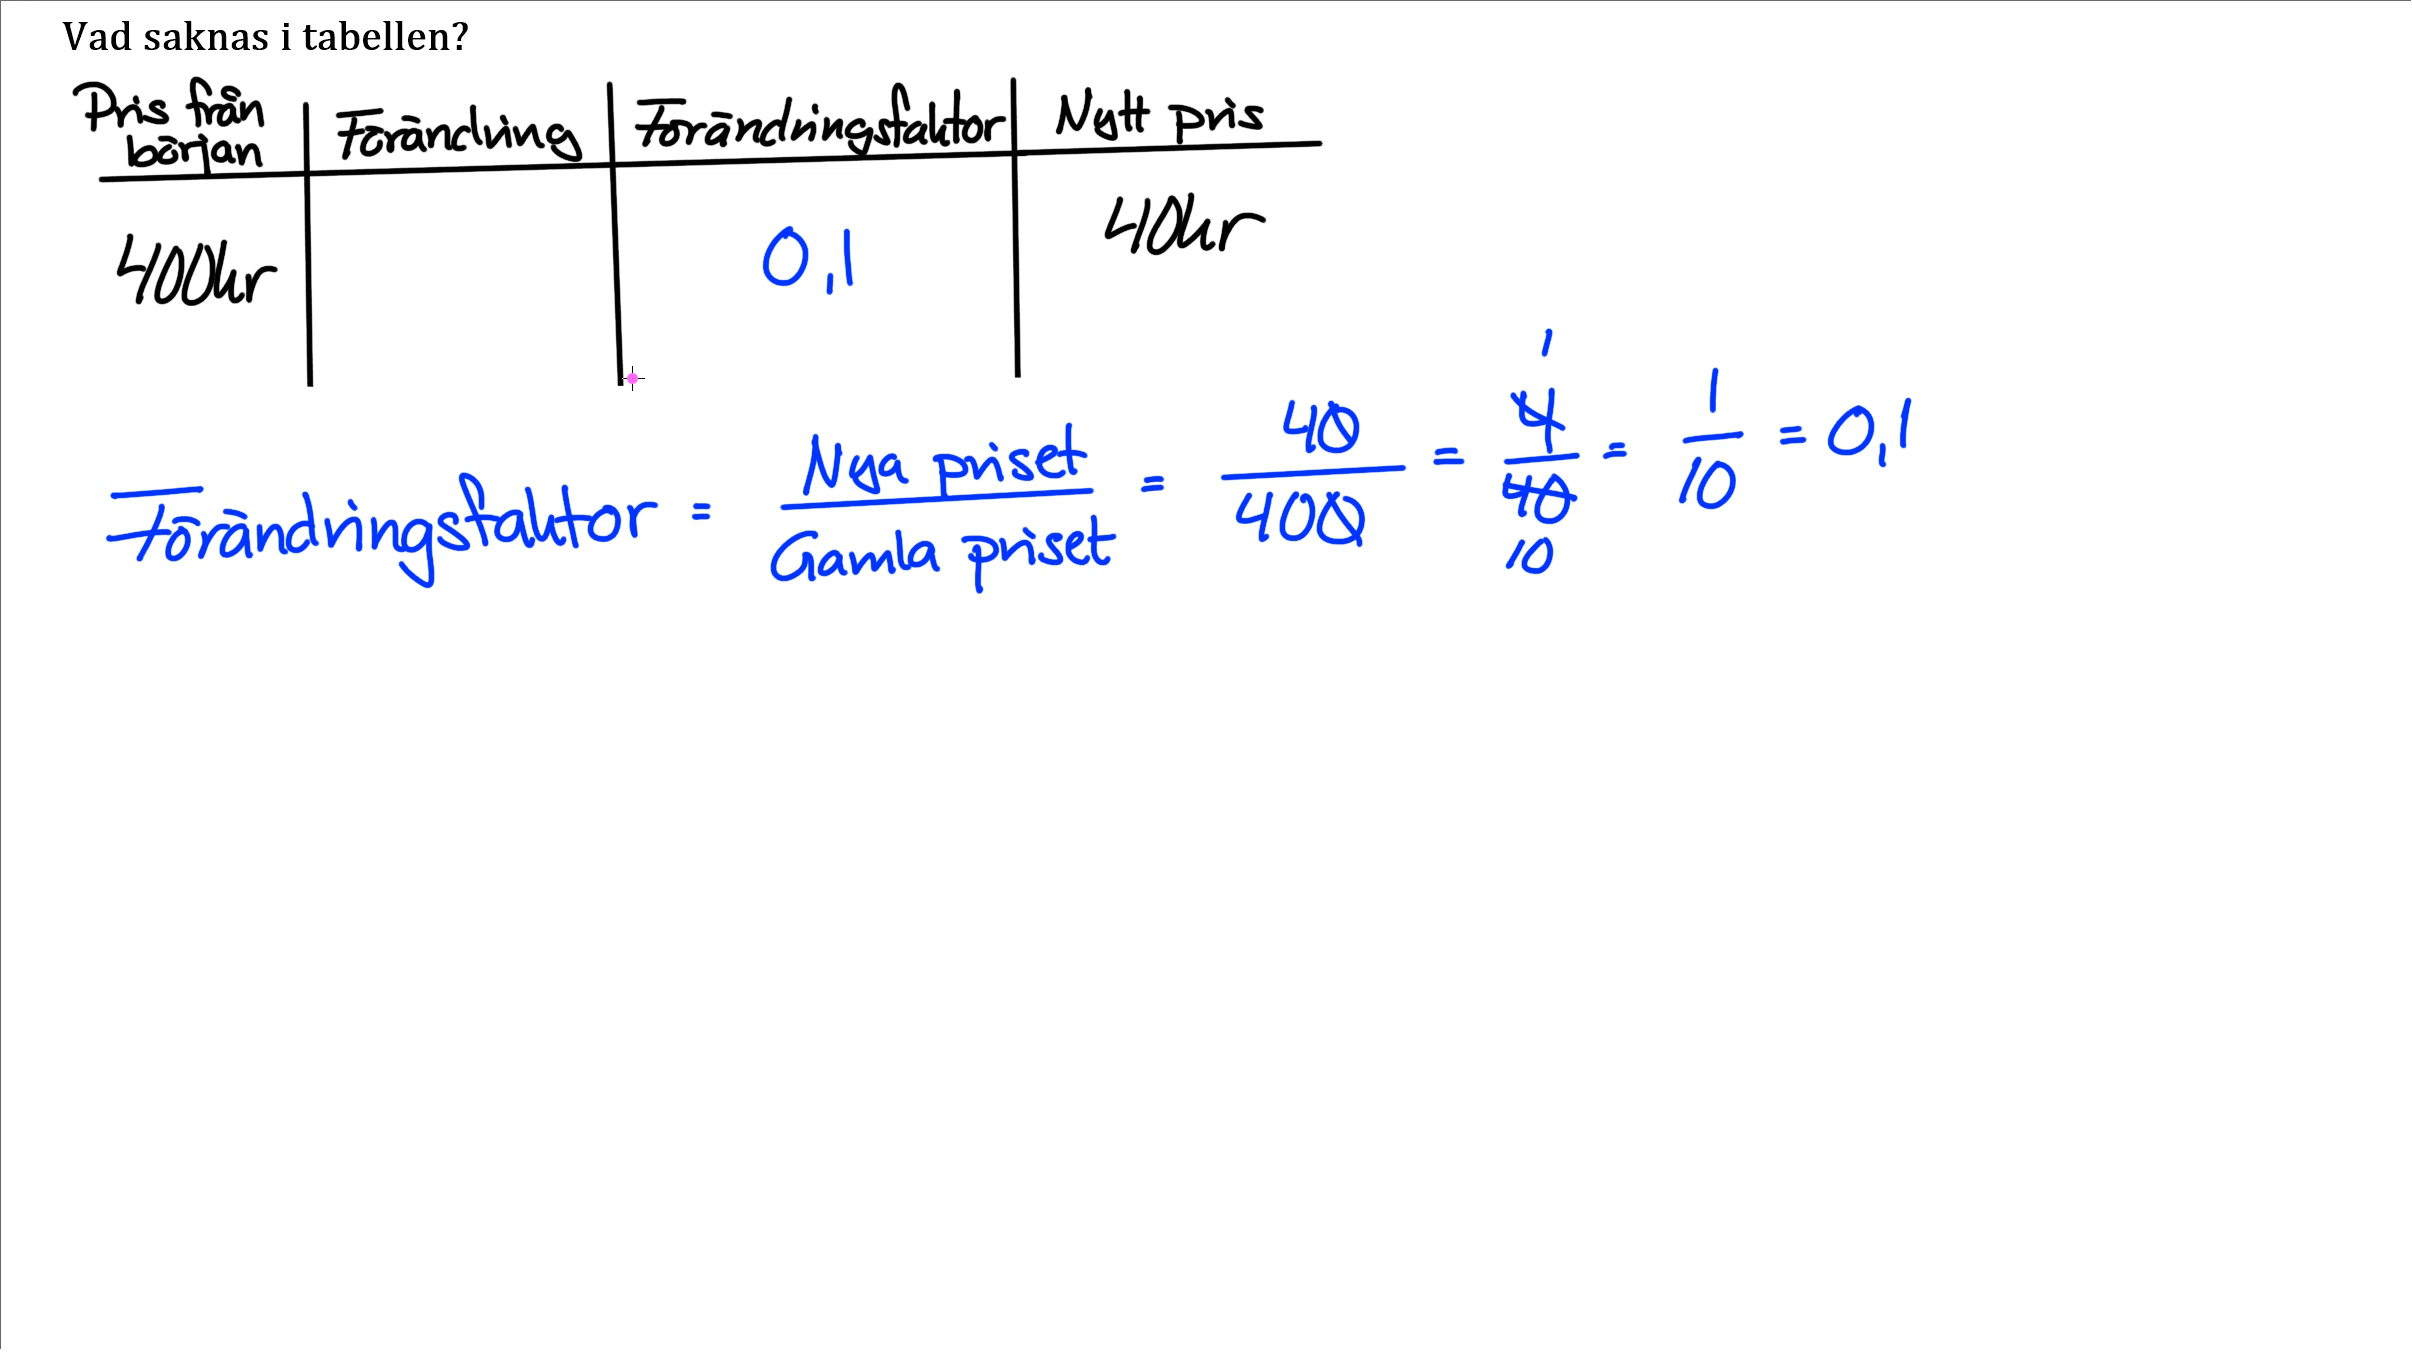 Vad saknas i tabellen?
Pris från början Förändring Förändringsfaktor Nytt pris
400kr 0,1 40kr
Förändringsfaktor = Nya priset / Gamla priset = 40 / 400 = 1 4 / 40 10 = 1 / 10 = 0,1